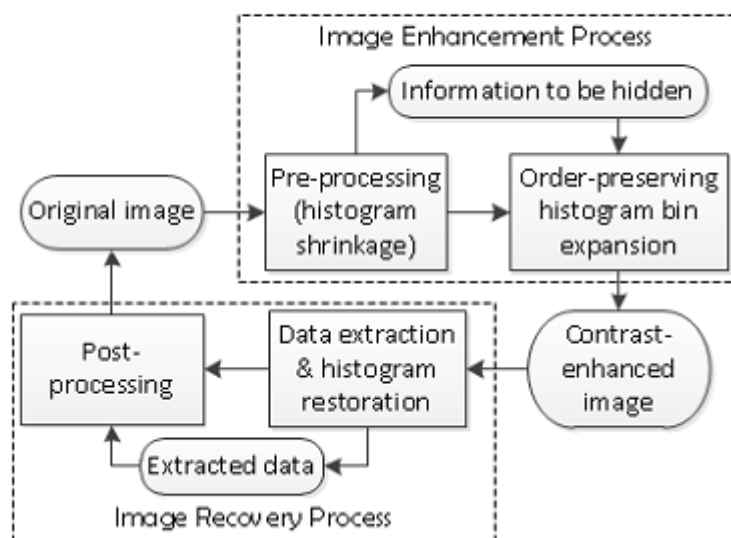 Image Enhancement Process
Information to be hidden
Original image
Pre-processing
(histogram
shrinkage)
Order-preserving
histogram bin
expansion
Contrast-
enhanced
image
Data extraction
& histogram
restoration
Post-
processing
Extracted data
Image Recovery Process